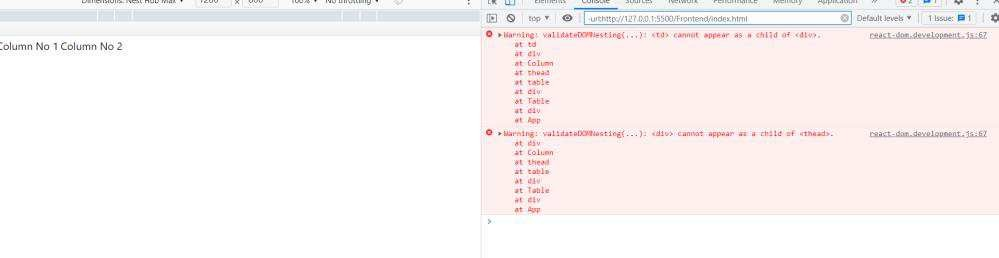 Dimensions: Nest Hub Max ▼ 1280 × 800 100% ▼ No throttling ▼
Elements Console Sources Network Performance Memory Application »
2 1
top ▼ -urlhttp://127.0.0.1:5500/Frontend/index.html Default levels ▼ 1 Issue: 1
Column No 1 Column No 2
Warning: validateDOMNesting(...): <td> cannot appear as a child of <div>. react-dom.development.js:67
at td
at div
at Column
at thead
at table
at div
at Table
at div
at App
Warning: validateDOMNesting(...): <div> cannot appear as a child of <thead>. react-dom.development.js:67
at div
at Column
at thead
at table
at div
at Table
at div
at App
>